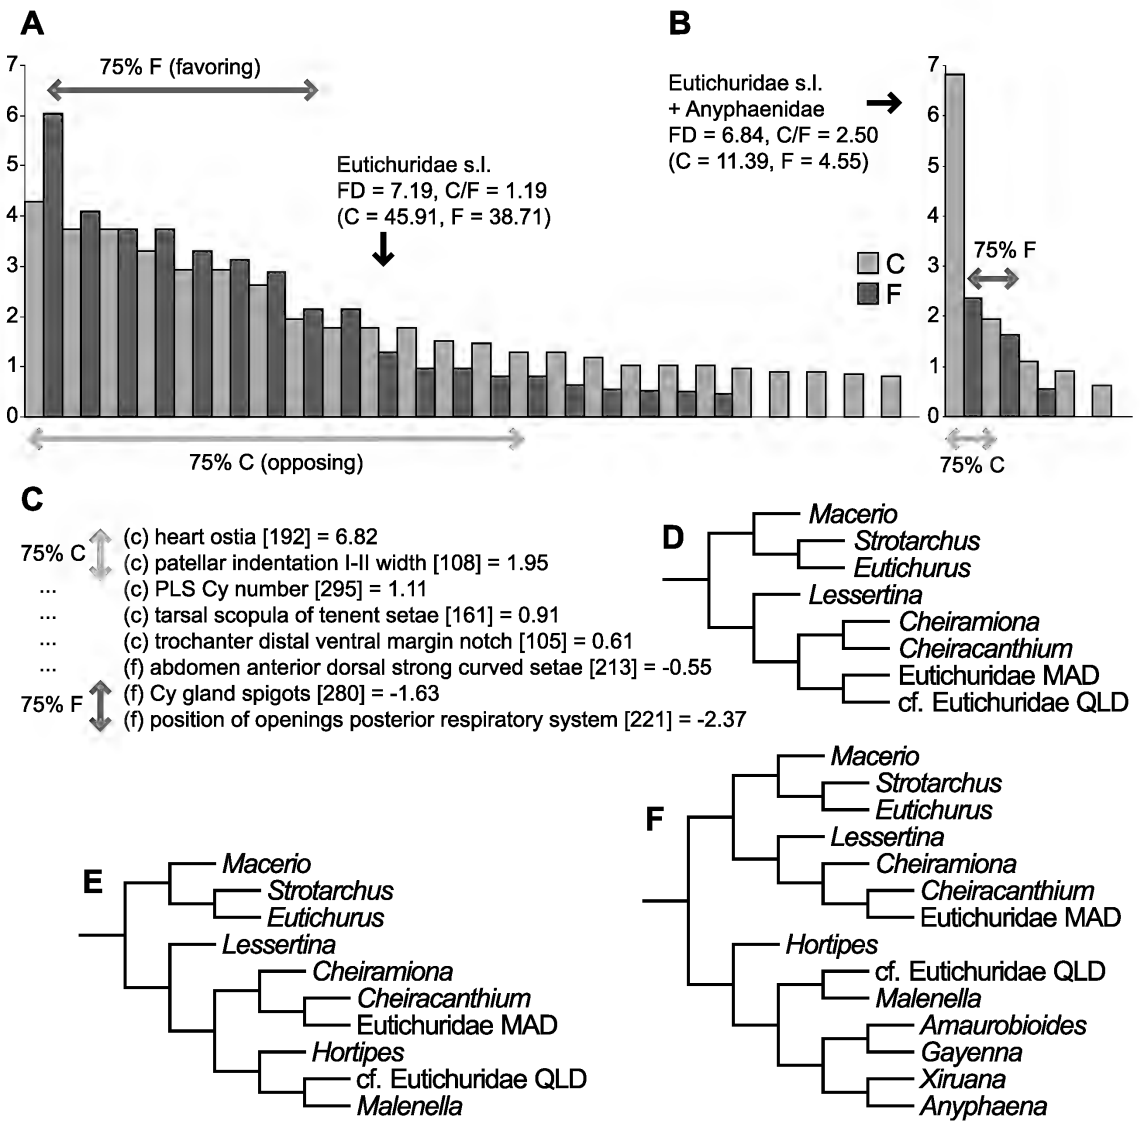 A
7
6
5
4
3
2
1
0
75% F (favoring)
Eutichuridae s.l.
FD = 7.19, C/F = 1.19
(C = 45.91, F = 38.71)
75% C (opposing)
B
Eutichuridae s.l.
+ Anyphaenidae
FD = 6.84, C/F = 2.50
(C = 11.39, F = 4.55)
C
F
7
6
5
4
3
2
1
0
75% F
75% C
C
75% C
...
...
...
...
75% F
(c) heart ostia [192] = 6.82
(c) patellar indentation I-II width [108] = 1.95
(c) PLS Cy number [295] = 1.11
(c) tarsal scopula of tenent setae [161] = 0.91
(c) trochanter distal ventral margin notch [105] = 0.61
(f) abdomen anterior dorsal strong curved setae [213] = -0.55
(f) Cy gland spigots [280] = -1.63
(f) position of openings posterior respiratory system [221] = -2.37
D
Macerio
Strotarchus
Eutichurus
Lessertina
Cheiramiona
Cheiracanthium
Eutichuridae MAD
cf. Eutichuridae QLD
E
Macerio
Strotarchus
Eutichurus
Lessertina
Cheiramiona
Cheiracanthium
Eutichuridae MAD
Hortipes
cf. Eutichuridae QLD
Malenella
F
Macerio
Strotarchus
Eutichurus
Lessertina
Cheiramiona
Cheiracanthium
Eutichuridae MAD
Hortipes
cf. Eutichuridae QLD
Malenella
Amaurobioides
Gayenna
Xiruana
Anyphaena